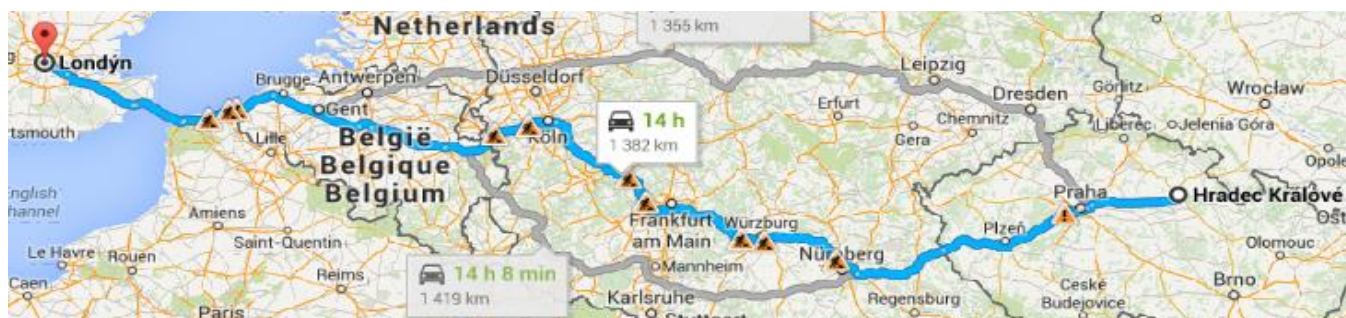 1 355 km
Netherlands
Londýn
Brugge
Antwerpen
Düsseldorf
Leipzig
Görlitz
Wrocław
Gent
14 h
1 382 km
Erfurt
Dresden
Chemnitz
Gera
Liberec
Jelenia Góra
Lille
België
Belgique
Belgium
Köln
Praha
Hradec Králové
English
Channel
Amiens
Frankfurt
am Main
Würzburg
Plzeň
Saint-Quentin
Le Havre
Rouen
Nürnberg
Olomouc
14 h 8 min
1 419 km
Mannheim
Reims
Caen
Karlsruhe
Regensburg
České
Budejovice
Brno
Paris